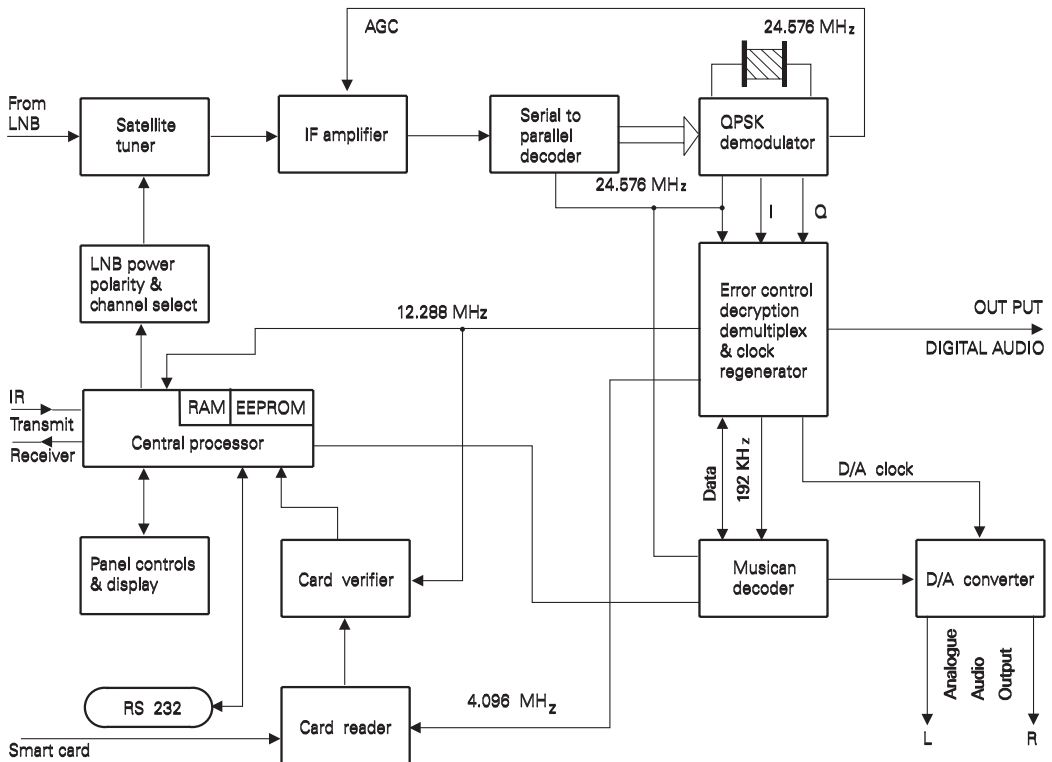 AGC
24.576 MHz
From
LNB
Satellite
tuner
IF amplifier
Serial to
parallel
decoder
QPSK
demodulator
24.576 MHz
I
Q
LNB power
polarity &
channel select
12.288 MHz
Error control
decryption
demultiplex
& clock
regenerator
OUT PUT
DIGITAL AUDIO
IR
Transmit
Receiver
RAM
EEPROM
Central processor
Data
192 KHz
D/A clock
Panel controls
& display
Card verifier
Musican
decoder
D/A converter
Analogue
Audio
Output
RS 232
Card reader
4.096 MHz
Smart card
L
R